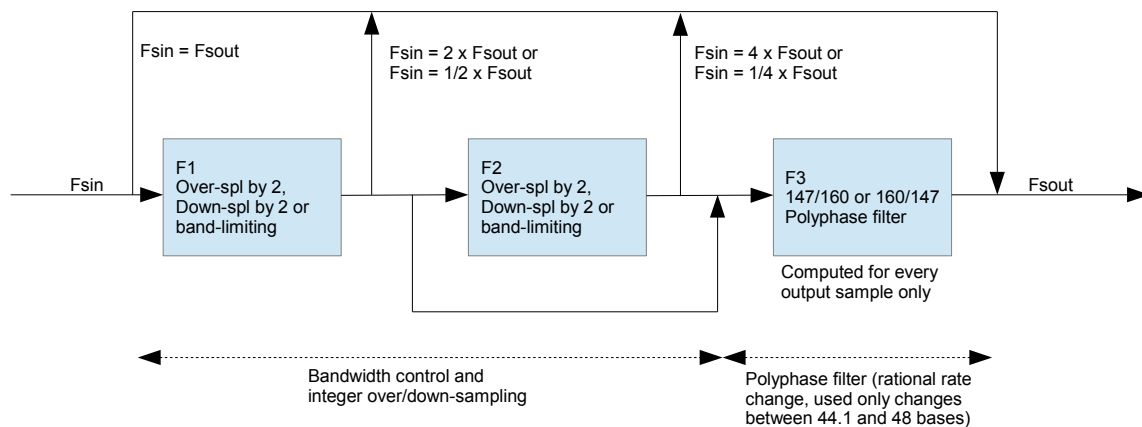 Fsin = Fsout
Fsin = 2 x Fsout or
Fsin = 1/2 x Fsout
Fsin = 4 x Fsout or
Fsin = 1/4 x Fsout
Fsin
F1
Over-spl by 2,
Down-spl by 2 or
band-limiting
F2
Over-spl by 2,
Down-spl by 2 or
band-limiting
F3
147/160 or 160/147
Polyphase filter
Fsout
Computed for every
output sample only
Bandwidth control and
integer over/down-sampling
Polyphase filter (rational rate
change, used only changes
between 44.1 and 48 bases)